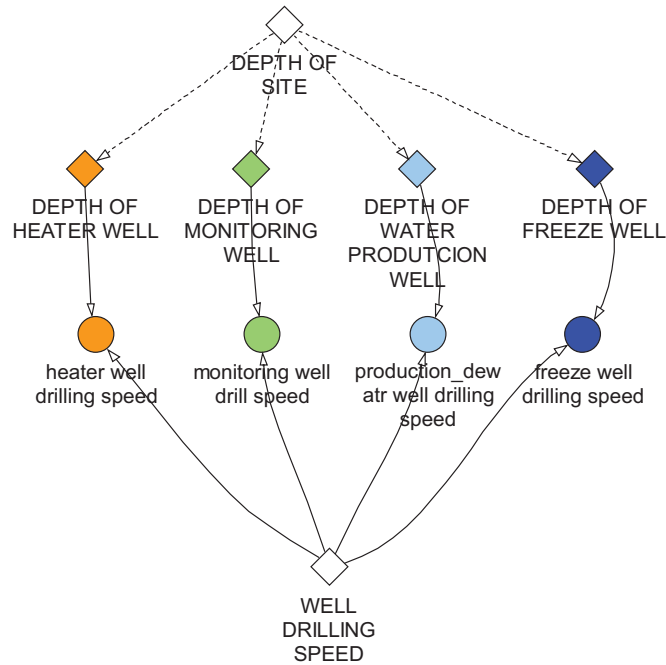 DEPTH OF
SITE
DEPTH OF
HEATER WELL
DEPTH OF
MONITORING
WELL
DEPTH OF
WATER
PRODUTCION
WELL
DEPTH OF
FREEZE WELL
heater well
drilling speed
monitoring well
drill speed
production_dew
atr well drilling
speed
freeze well
drilling speed
WELL
DRILLING
SPEED